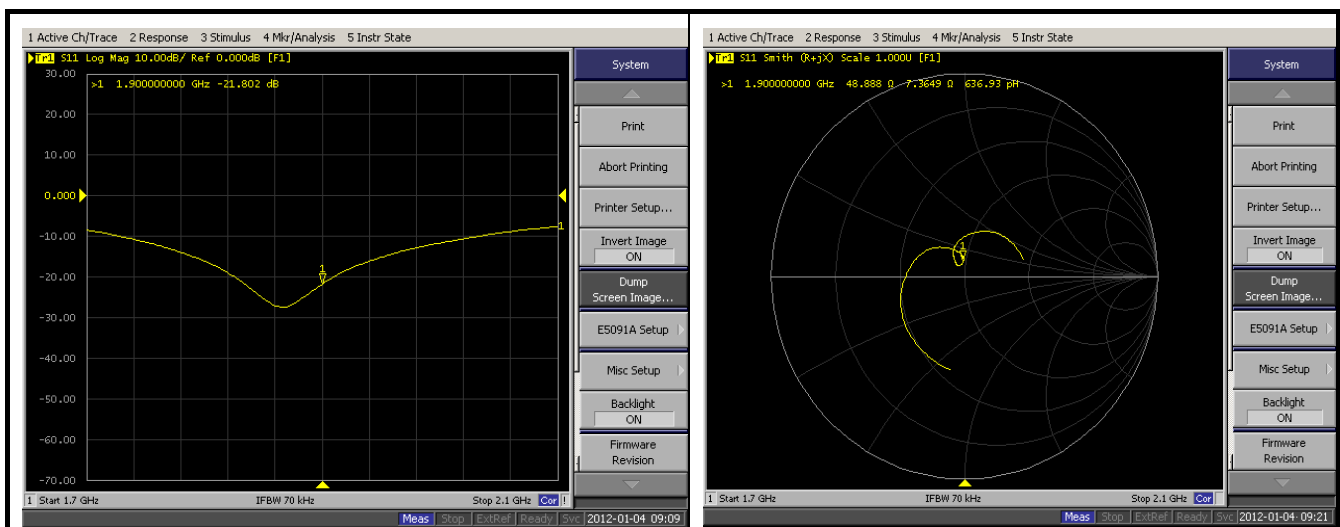 1 Active Ch/Trace 2 Response 3 Stimulus 4 Mkr/Analysis 5 Instr State
Tr1 S11 Log Mag 10.00dB/ Ref 0.000dB [F1]
>1 1.900000000 GHz -21.802 dB
30.00
20.00
10.00
0.000
-10.00
-20.00
-30.00
-40.00
-50.00
-60.00
-70.00
1
1
System
Print
Abort Printing
Printer Setup...
Invert Image
ON
Dump
Screen Image...
E5091A Setup
Misc Setup
Backlight
ON
Firmware
Revision
1 Start 1.7 GHz IFBW 70 kHz Stop 2.1 GHz Cor !
Meas Stop ExtRef Ready Svc 2012-01-04 09:09
1 Active Ch/Trace 2 Response 3 Stimulus 4 Mkr/Analysis 5 Instr State
Tr1 S11 Smith (R+jX) Scale 1.000U [F1]
>1 1.900000000 GHz 48.888 Ω 7.3649 Ω 636.93 pH
1
System
Print
Abort Printing
Printer Setup...
Invert Image
ON
Dump
Screen Image...
E5091A Setup
Misc Setup
Backlight
ON
Firmware
Revision
1 Start 1.7 GHz IFBW 70 kHz Stop 2.1 GHz Cor
Meas Stop ExtRef Ready Svc 2012-01-04 09:21